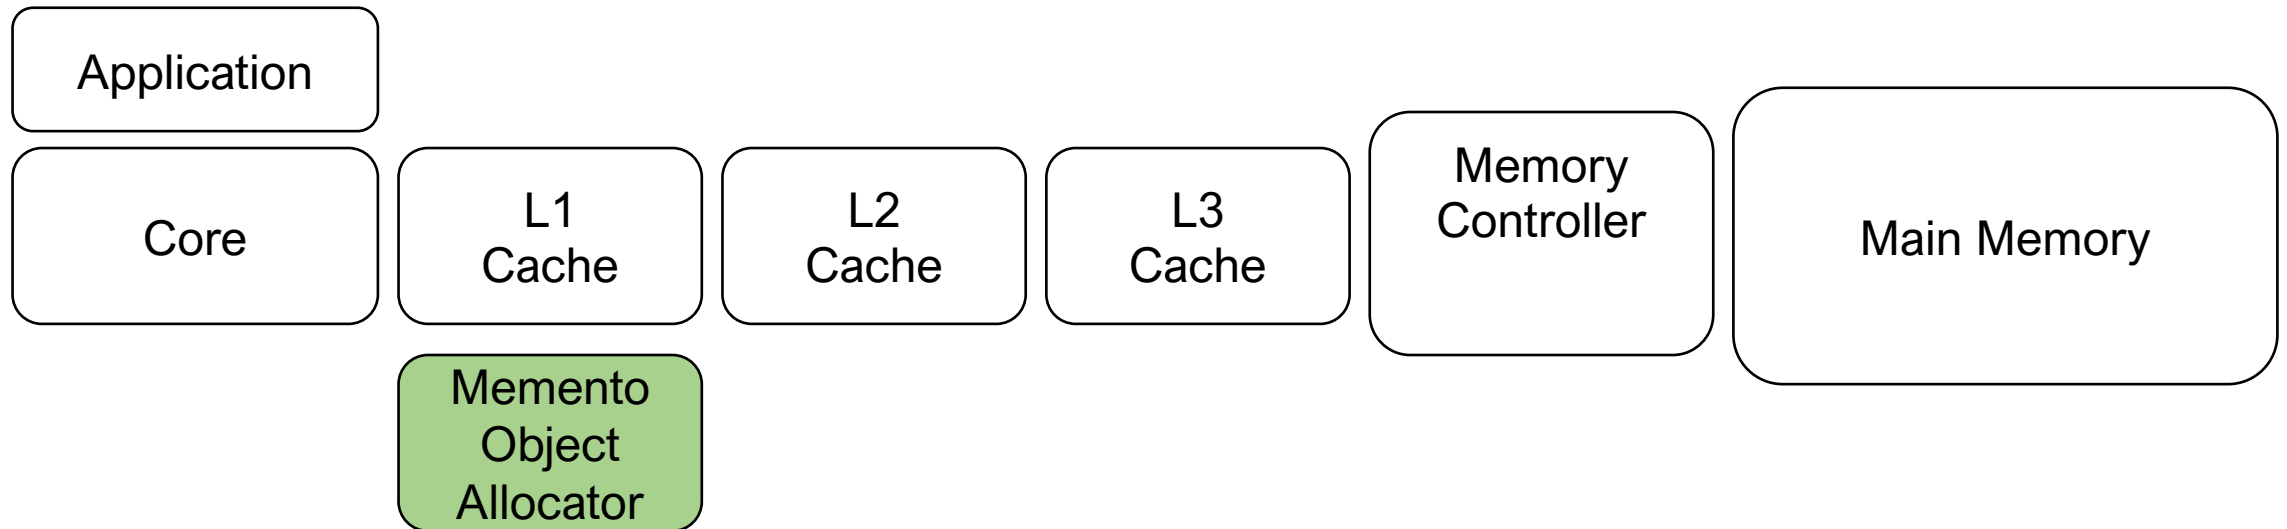 Application
Core
L1
Cache
L2
Cache
L3
Cache
Memory
Controller
Main Memory
Memento
Object
Allocator